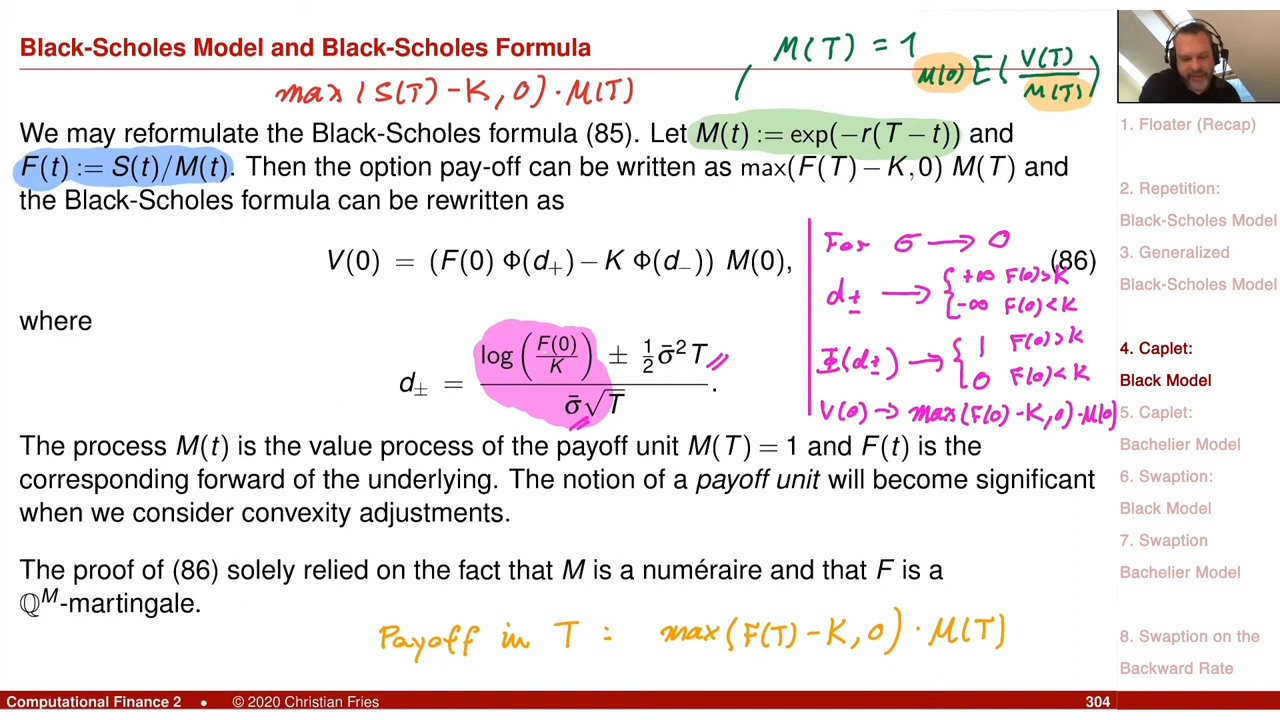 Black-Scholes Model and Black-Scholes Formula
M(T) = 1
( M(0) E( V(T) / M(T) )
max(S(T) - K, 0) · M(T)
We may reformulate the Black-Scholes formula (85). Let M(t) := exp(−r(T − t)) and
F(t) := S(t)/M(t). Then the option pay-off can be written as max(F(T) − K, 0) M(T) and
the Black-Scholes formula can be rewritten as
V(0) = (F(0) Φ(d₊) − K Φ(d₋)) M(0), (86)
where
d± = ( log(F(0)/K) ± ½ σ̄² T ) / ( σ̄ √T ) .
For σ → 0
d± → { +∞ F(0)>K
-∞ F(0)<K
Φ(d±) → { 1 F(0)>K
0 F(0)<K
V(0) → max(F(0)-K,0)·M(0)
The process M(t) is the value process of the payoff unit M(T) = 1 and F(t) is the
corresponding forward of the underlying. The notion of a payoff unit will become significant
when we consider convexity adjustments.
The proof of (86) solely relied on the fact that M is a numéraire and that F is a
ℚᴹ-martingale.
Payoff in T : max(F(T) - K, 0) · M(T)
1. Floater (Recap)
2. Repetition:
Black-Scholes Model
3. Generalized
Black-Scholes Model
4. Caplet:
Black Model
5. Caplet:
Bachelier Model
6. Swaption:
Black Model
7. Swaption
Bachelier Model
8. Swaption on the
Backward Rate
Computational Finance 2 • © 2020 Christian Fries 304